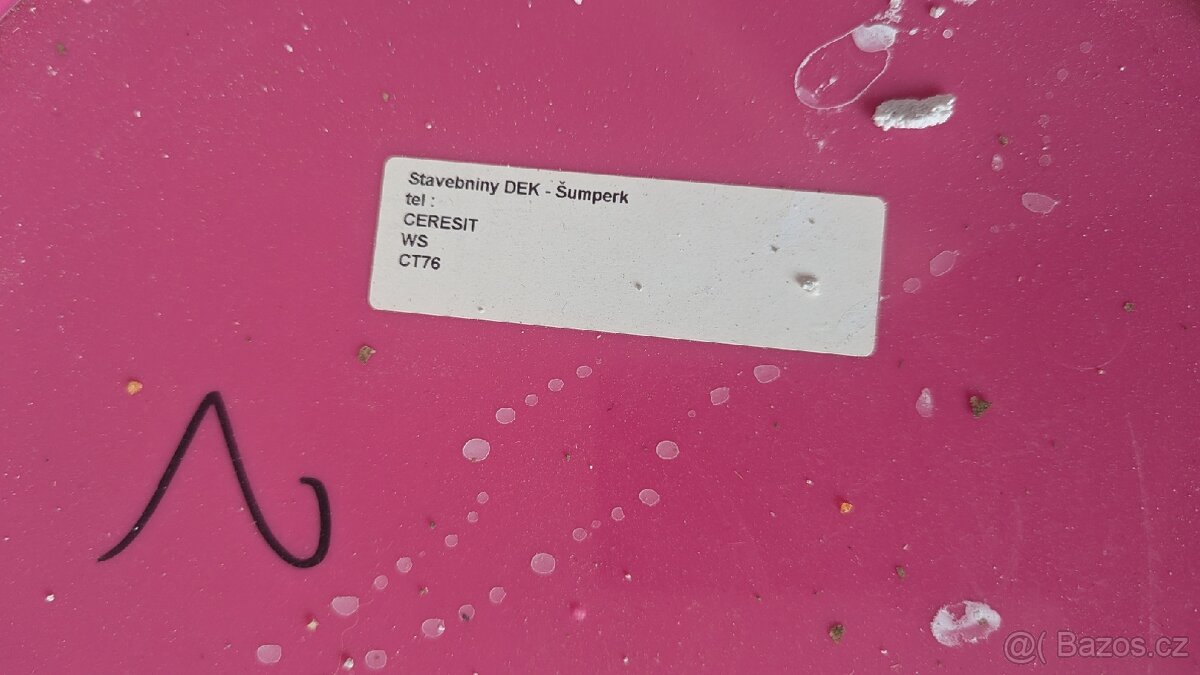 Stavebniny DEK - Šumperk
tel :
CERESIT
WS
CT76
@( Bazos.cz